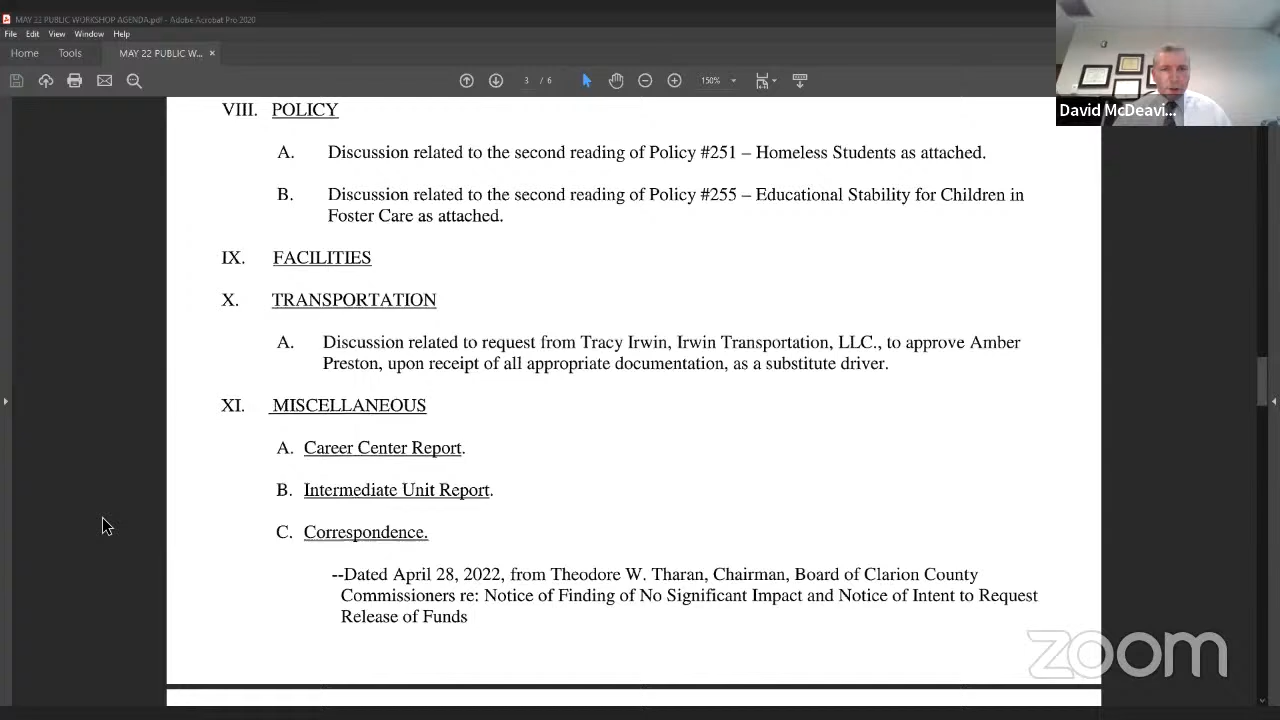 MAY 22 PUBLIC WORKSHOP AGENDA.pdf - Adobe Acrobat Pro 2020
File Edit View Window Help
Home Tools MAY 22 PUBLIC W... ×
3 / 6 150%
David McDeavi...
VIII. POLICY
A. Discussion related to the second reading of Policy #251 – Homeless Students as attached.
B. Discussion related to the second reading of Policy #255 – Educational Stability for Children in
Foster Care as attached.
IX. FACILITIES
X. TRANSPORTATION
A. Discussion related to request from Tracy Irwin, Irwin Transportation, LLC., to approve Amber
Preston, upon receipt of all appropriate documentation, as a substitute driver.
XI. MISCELLANEOUS
A. Career Center Report.
B. Intermediate Unit Report.
C. Correspondence.
--Dated April 28, 2022, from Theodore W. Tharan, Chairman, Board of Clarion County
Commissioners re: Notice of Finding of No Significant Impact and Notice of Intent to Request
Release of Funds
zoom